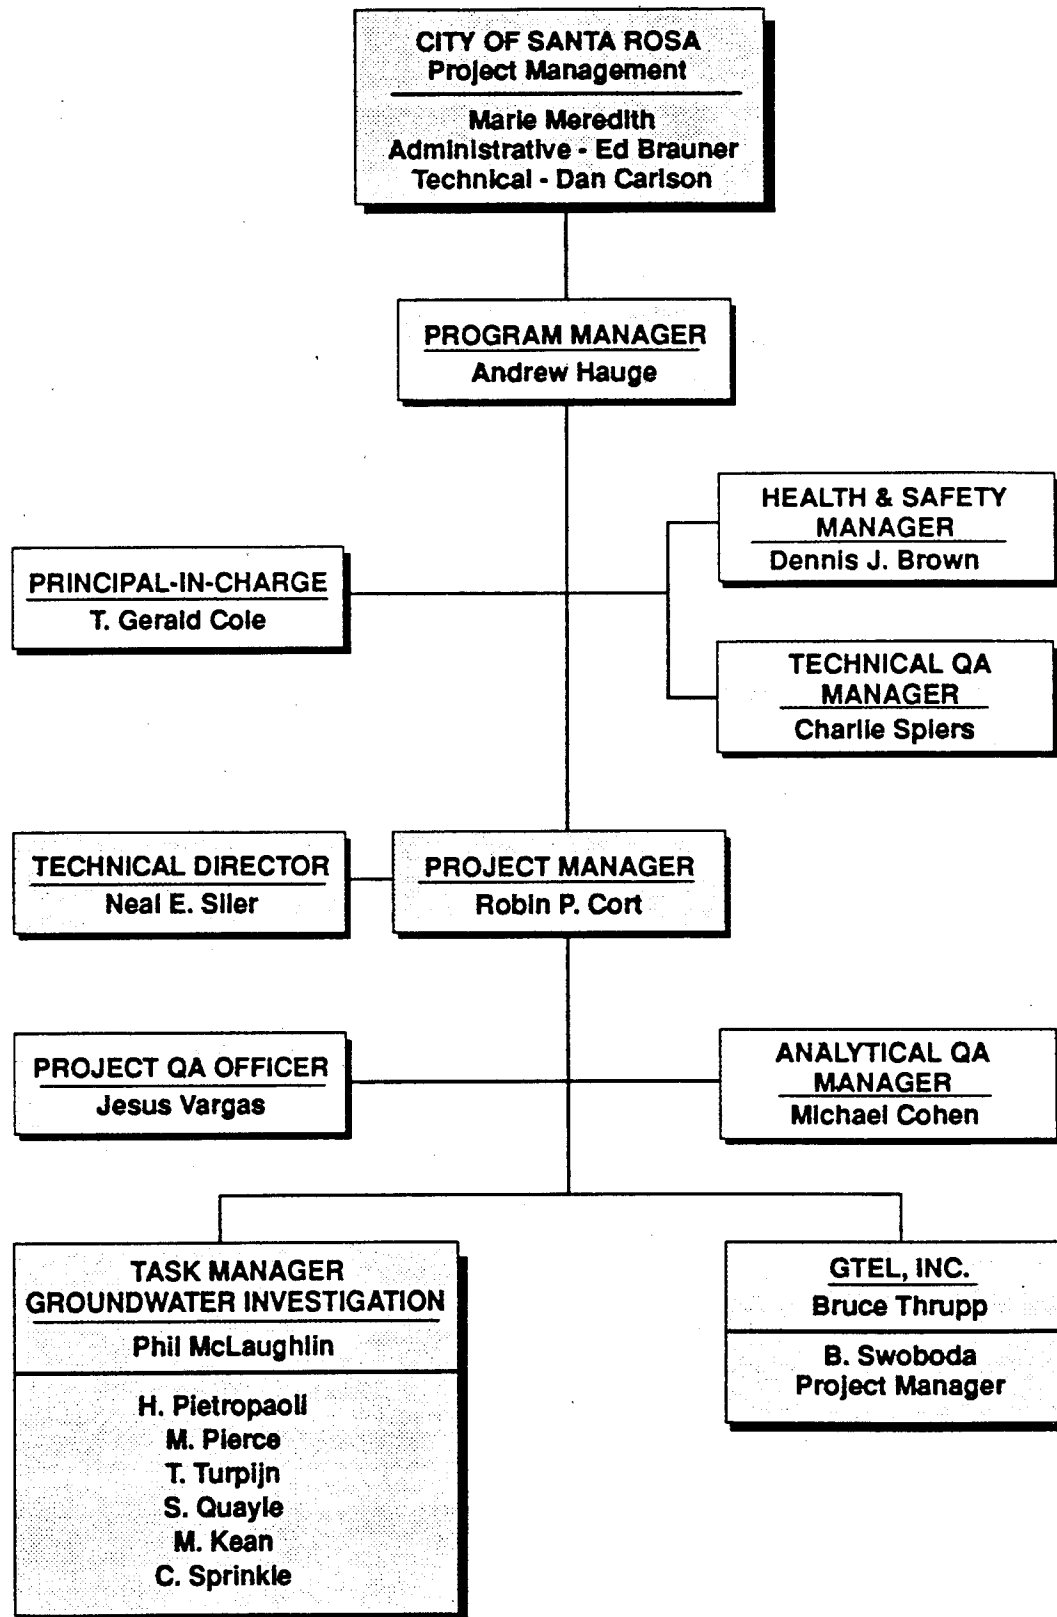 CITY OF SANTA ROSA
Project Management
Marie Meredith
Administrative - Ed Brauner
Technical - Dan Carlson
PROGRAM MANAGER
Andrew Hauge
HEALTH & SAFETY
MANAGER
Dennis J. Brown
PRINCIPAL-IN-CHARGE
T. Gerald Cole
TECHNICAL QA
MANAGER
Charlie Spiers
TECHNICAL DIRECTOR
Neal E. Siler
PROJECT MANAGER
Robin P. Cort
PROJECT QA OFFICER
Jesus Vargas
ANALYTICAL QA
MANAGER
Michael Cohen
TASK MANAGER
GROUNDWATER INVESTIGATION
Phil McLaughlin
H. Pietropaoli
M. Pierce
T. Turpijn
S. Quayle
M. Kean
C. Sprinkle
GTEL, INC.
Bruce Thrupp
B. Swoboda
Project Manager